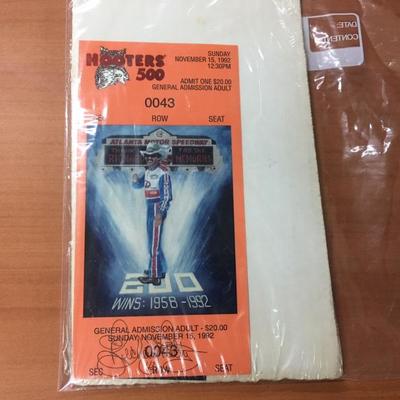 HOOTERS
500
SUNDAY
NOVEMBER 15, 1992
12:30PM
ADMIT ONE $20.00
GENERAL ADMISSION ADULT
0043
SEC ROW SEAT
ATLANTA MOTOR SPEEDWAY
200
WINS: 1958-1992
GENERAL ADMISSION ADULT - $20.00
SUNDAY, NOVEMBER 15, 1992
0043
SEC ROW SEAT
DATE: